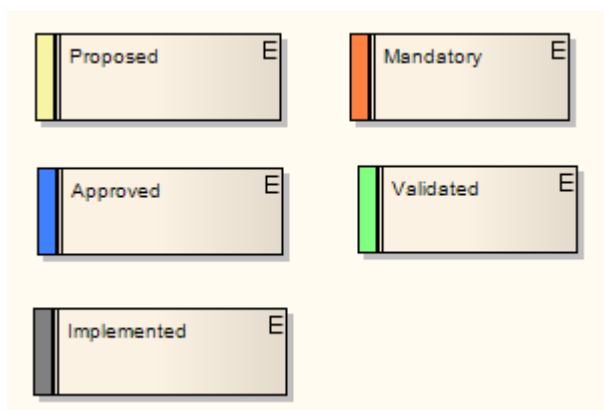 Proposed E
Mandatory E
Approved E
Validated E
Implemented E